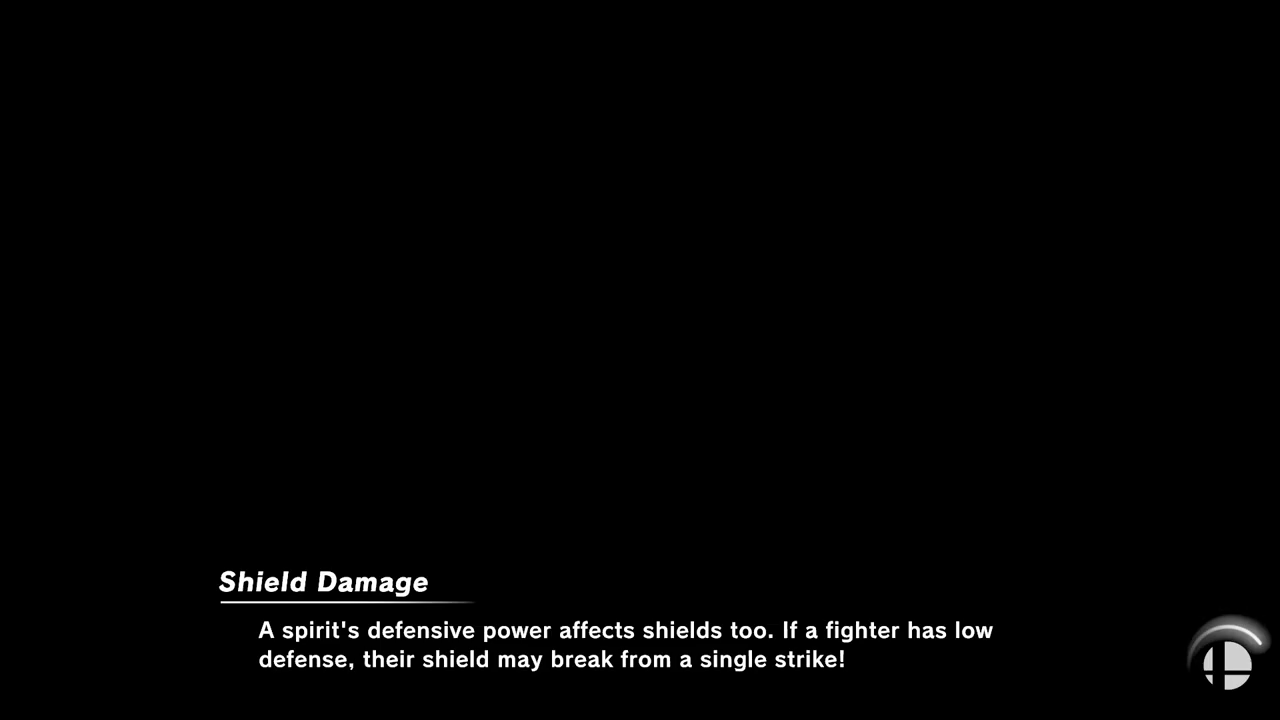 Shield Damage
A spirit's defensive power affects shields too. If a fighter has low
defense, their shield may break from a single strike!